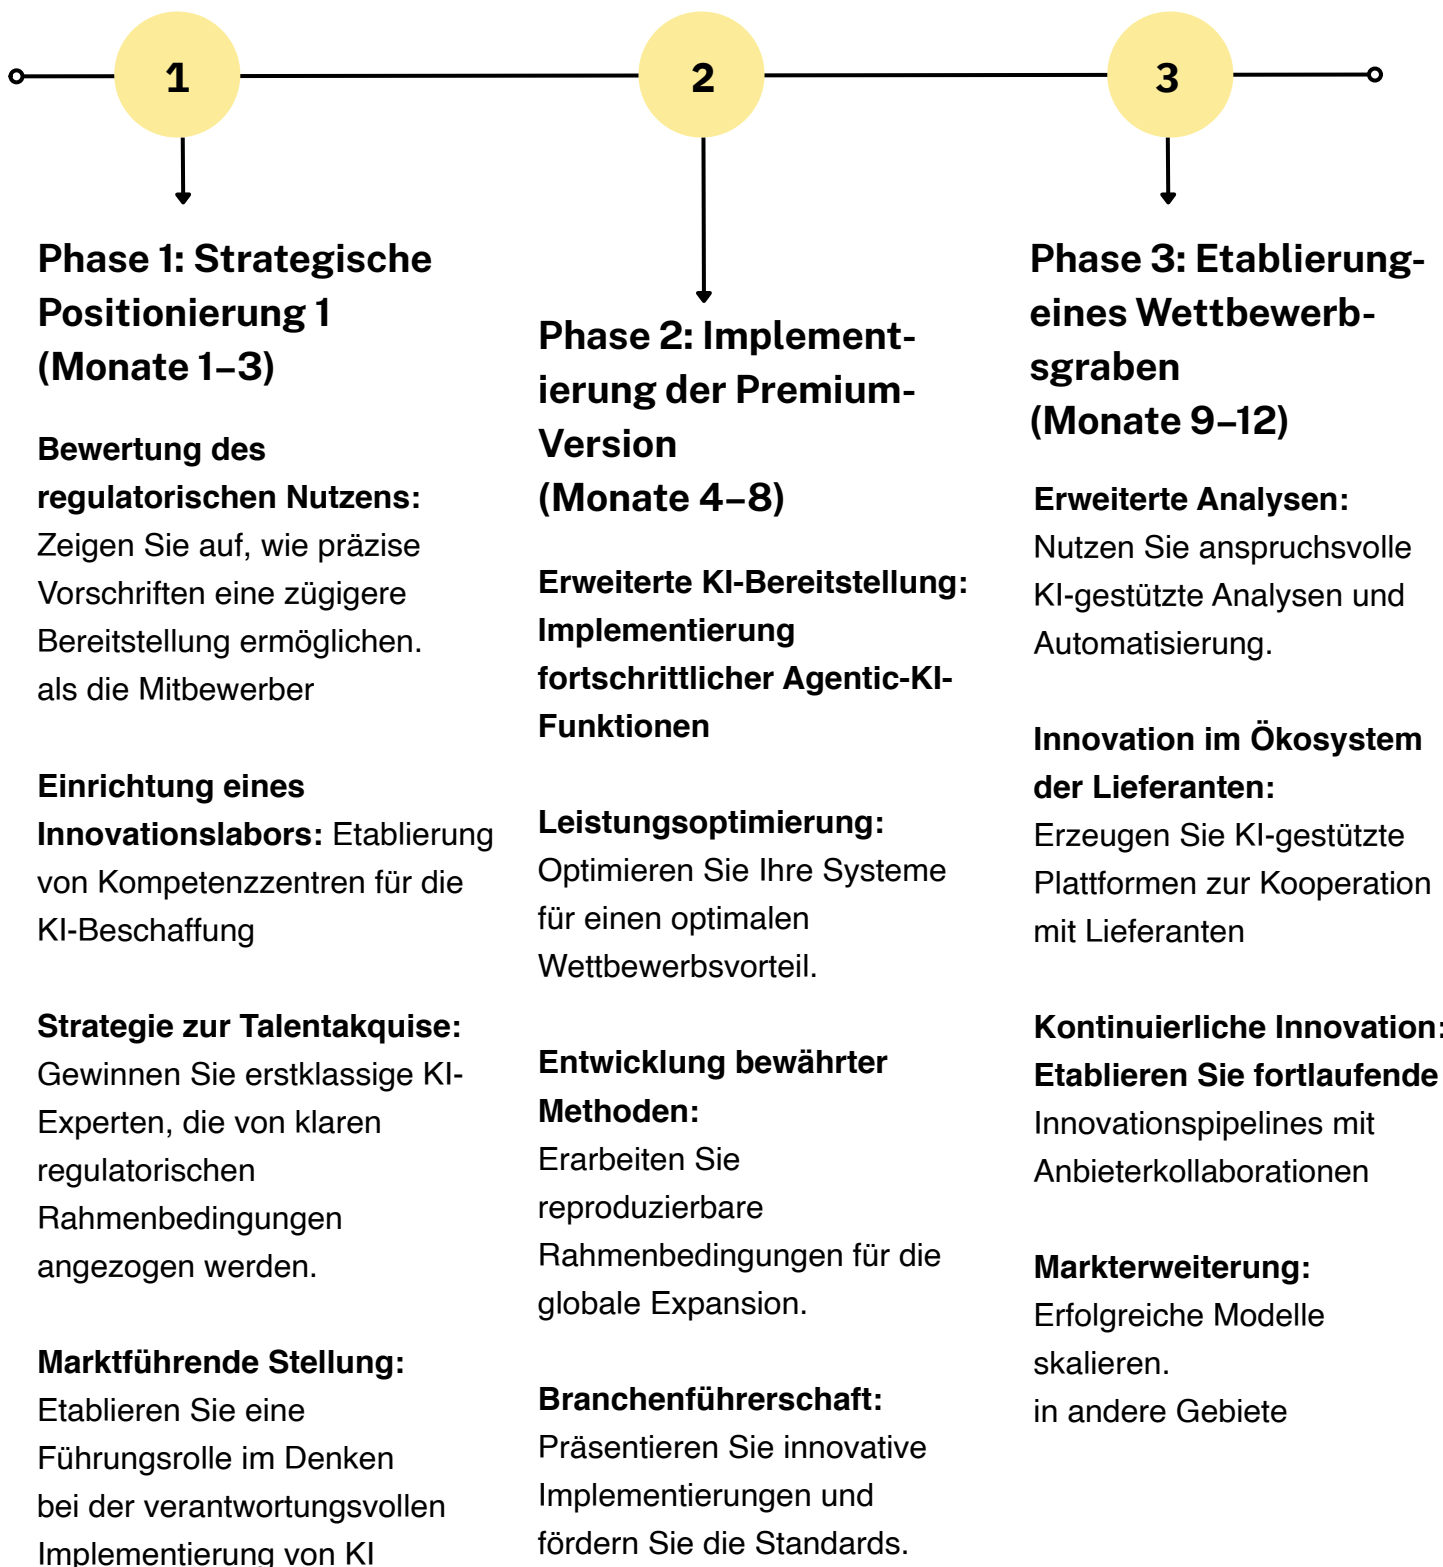 1
2
3
Phase 1: Strategische
Positionierung 1
(Monate 1–3)
Bewertung des
regulatorischen Nutzens:
Zeigen Sie auf, wie präzise
Vorschriften eine zügigere
Bereitstellung ermöglichen.
als die Mitbewerber
Einrichtung eines
Innovationslabors: Etablierung
von Kompetenzzentren für die
KI-Beschaffung
Strategie zur Talentakquise:
Gewinnen Sie erstklassige KI-
Experten, die von klaren
regulatorischen
Rahmenbedingungen
angezogen werden.
Marktführende Stellung:
Etablieren Sie eine
Führungsrolle im Denken
bei der verantwortungsvollen
Implementierung von KI
Phase 2: Implement-
ierung der Premium-
Version
(Monate 4–8)
Erweiterte KI-Bereitstellung:
Implementierung
fortschrittlicher Agentic-KI-
Funktionen
Leistungsoptimierung:
Optimieren Sie Ihre Systeme
für einen optimalen
Wettbewerbsvorteil.
Entwicklung bewährter
Methoden:
Erarbeiten Sie
reproduzierbare
Rahmenbedingungen für die
globale Expansion.
Branchenführerschaft:
Präsentieren Sie innovative
Implementierungen und
fördern Sie die Standards.
Phase 3: Etablierung-
eines Wettbewerb-
sgraben
(Monate 9–12)
Erweiterte Analysen:
Nutzen Sie anspruchsvolle
KI-gestützte Analysen und
Automatisierung.
Innovation im Ökosystem
der Lieferanten:
Erzeugen Sie KI-gestützte
Plattformen zur Kooperation
mit Lieferanten
Kontinuierliche Innovation:
Etablieren Sie fortlaufende
Innovationspipelines mit
Anbieterkollaborationen
Markterweiterung:
Erfolgreiche Modelle
skalieren.
in andere Gebiete